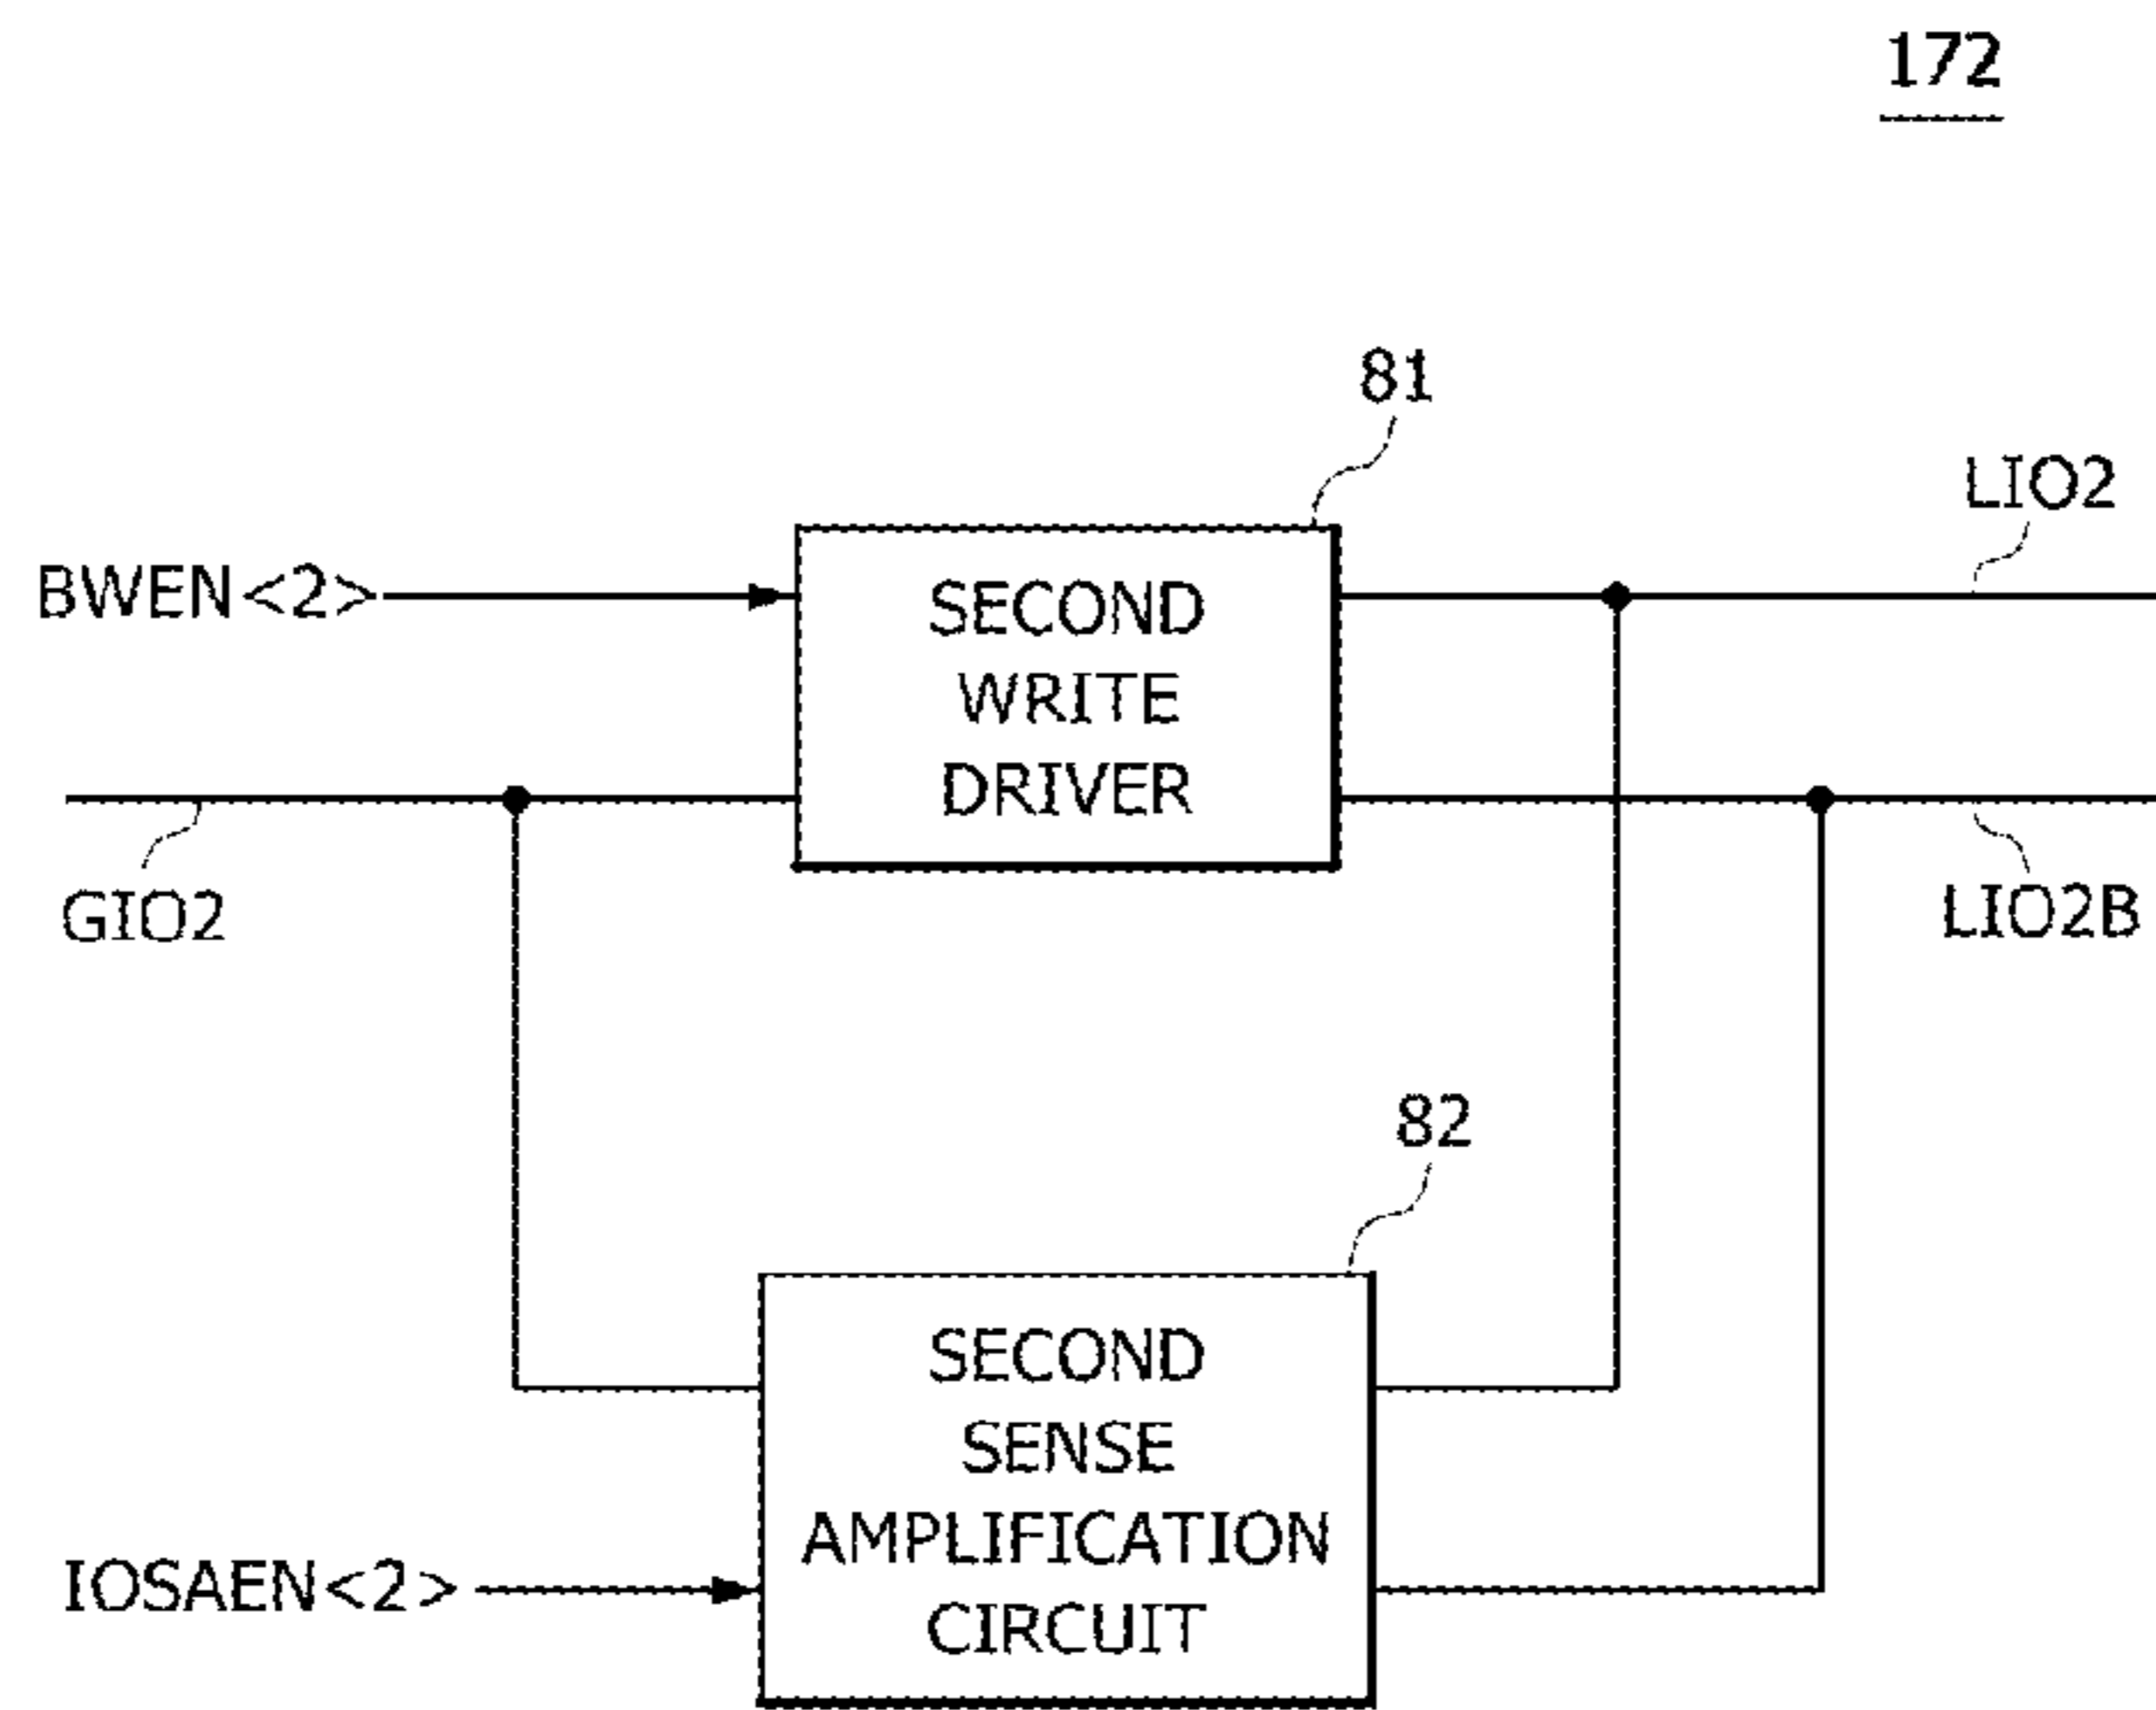 172
81
LIO2
BWEN<2>
SECOND
WRITE
DRIVER
GIO2
LIO2B
82
SECOND
SENSE
AMPLIFICATION
CIRCUIT
IOSAEN<2>